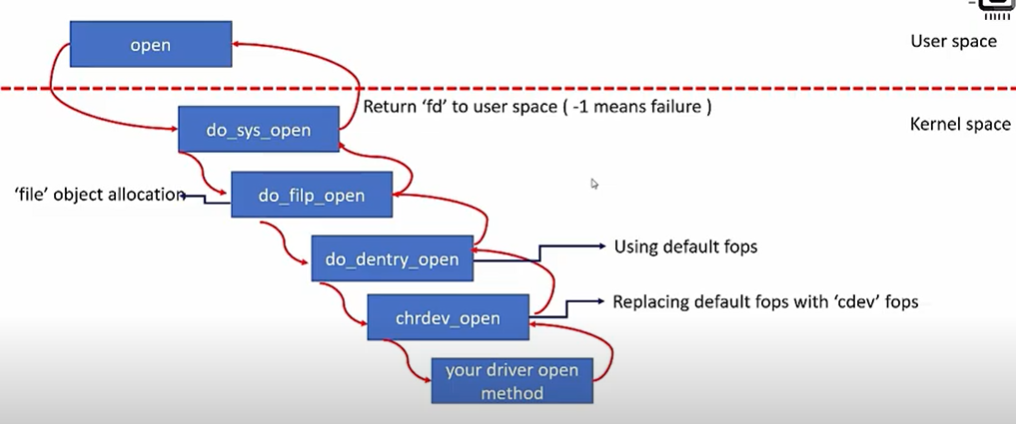 open
User space
Return ‘fd’ to user space ( -1 means failure )
do_sys_open
Kernel space
‘file’ object allocation
do_filp_open
do_dentry_open
Using default fops
chrdev_open
Replacing default fops with ‘cdev’ fops
your driver open
method